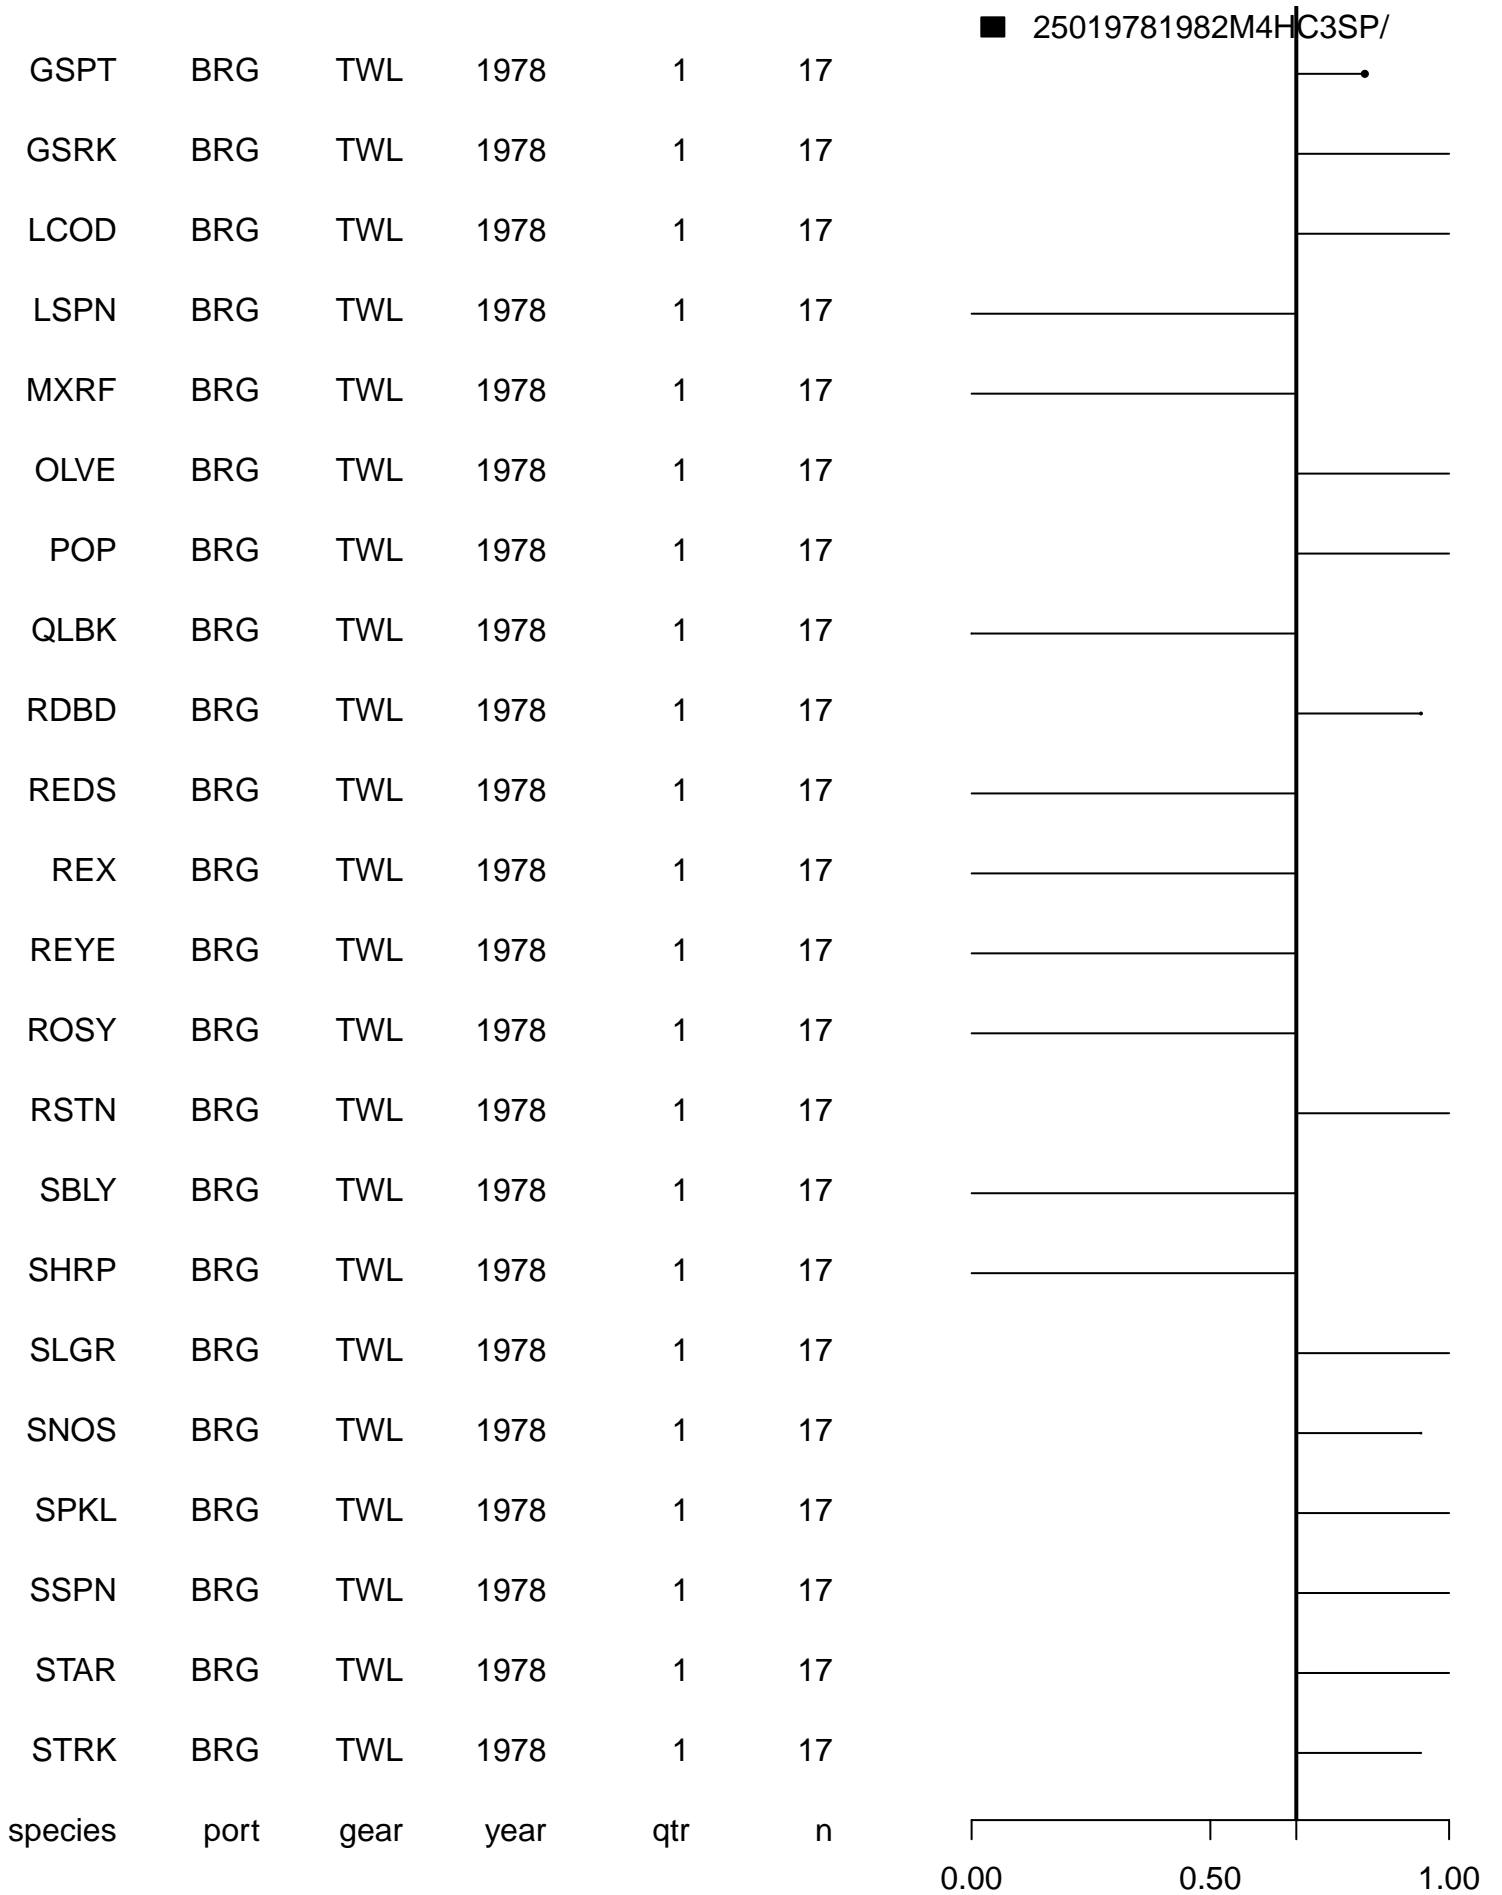 25019781982M4HC3SP/
GSPT BRG TWL 1978 1 17
GSRK BRG TWL 1978 1 17
LCOD BRG TWL 1978 1 17
LSPN BRG TWL 1978 1 17
MXRF BRG TWL 1978 1 17
OLVE BRG TWL 1978 1 17
POP BRG TWL 1978 1 17
QLBK BRG TWL 1978 1 17
RDBD BRG TWL 1978 1 17
REDS BRG TWL 1978 1 17
REX BRG TWL 1978 1 17
REYE BRG TWL 1978 1 17
ROSY BRG TWL 1978 1 17
RSTN BRG TWL 1978 1 17
SBLY BRG TWL 1978 1 17
SHRP BRG TWL 1978 1 17
SLGR BRG TWL 1978 1 17
SNOS BRG TWL 1978 1 17
SPKL BRG TWL 1978 1 17
SSPN BRG TWL 1978 1 17
STAR BRG TWL 1978 1 17
STRK BRG TWL 1978 1 17
species port gear year qtr n
0.00 0.50 1.00